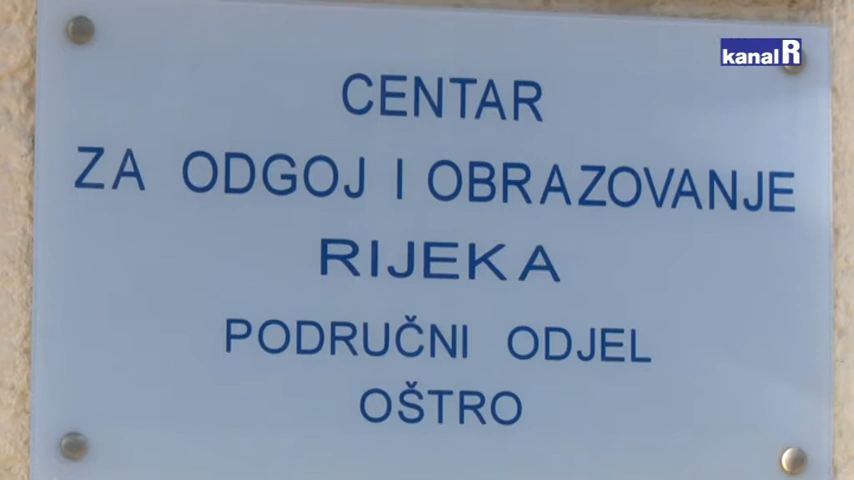 kanal R
CENTAR
ZA ODGOJ I OBRAZOVANJE
RIJEKA
PODRUČNI ODJEL
OŠTRO